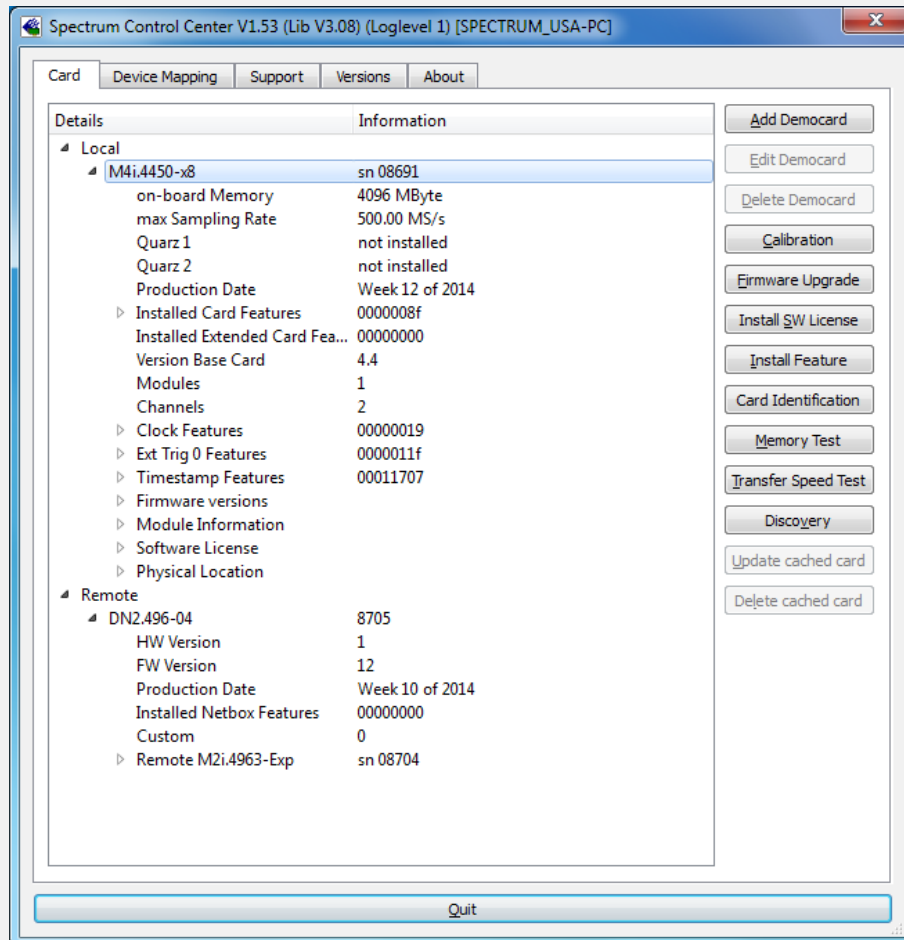 Spectrum Control Center V1.53 (Lib V3.08) (Loglevel 1) [SPECTRUM_USA-PC]
Card Device Mapping Support Versions About
Details Information
Local
M4i.4450-x8 sn 08691
on-board Memory 4096 MByte
max Sampling Rate 500.00 MS/s
Quarz 1 not installed
Quarz 2 not installed
Production Date Week 12 of 2014
Installed Card Features 0000008f
Installed Extended Card Fea... 00000000
Version Base Card 4.4
Modules 1
Channels 2
Clock Features 00000019
Ext Trig 0 Features 0000011f
Timestamp Features 00011707
Firmware versions
Module Information
Software License
Physical Location
Remote
DN2.496-04 8705
HW Version 1
FW Version 12
Production Date Week 10 of 2014
Installed Netbox Features 00000000
Custom 0
Remote M2i.4963-Exp sn 08704
Add Democard
Edit Democard
Delete Democard
Calibration
Firmware Upgrade
Install SW License
Install Feature
Card Identification
Memory Test
Transfer Speed Test
Discovery
Update cached card
Delete cached card
Quit